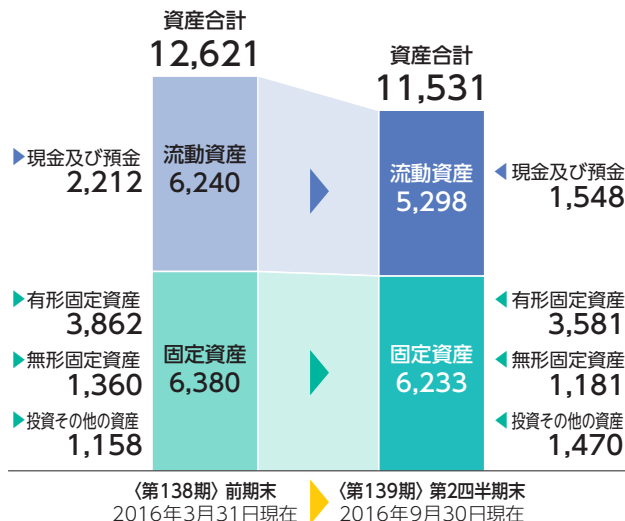 資産合計
12,621
現金及び預金
2,212
流動資産
6,240
有形固定資産
3,862
無形固定資産
1,360
投資その他の資産
1,158
固定資産
6,380
資産合計
11,531
流動資産
5,298
現金及び預金
1,548
固定資産
6,233
有形固定資産
3,581
無形固定資産
1,181
投資その他の資産
1,470
〈第138期〉前期末
2016年3月31日現在
〈第139期〉第2四半期末
2016年9月30日現在